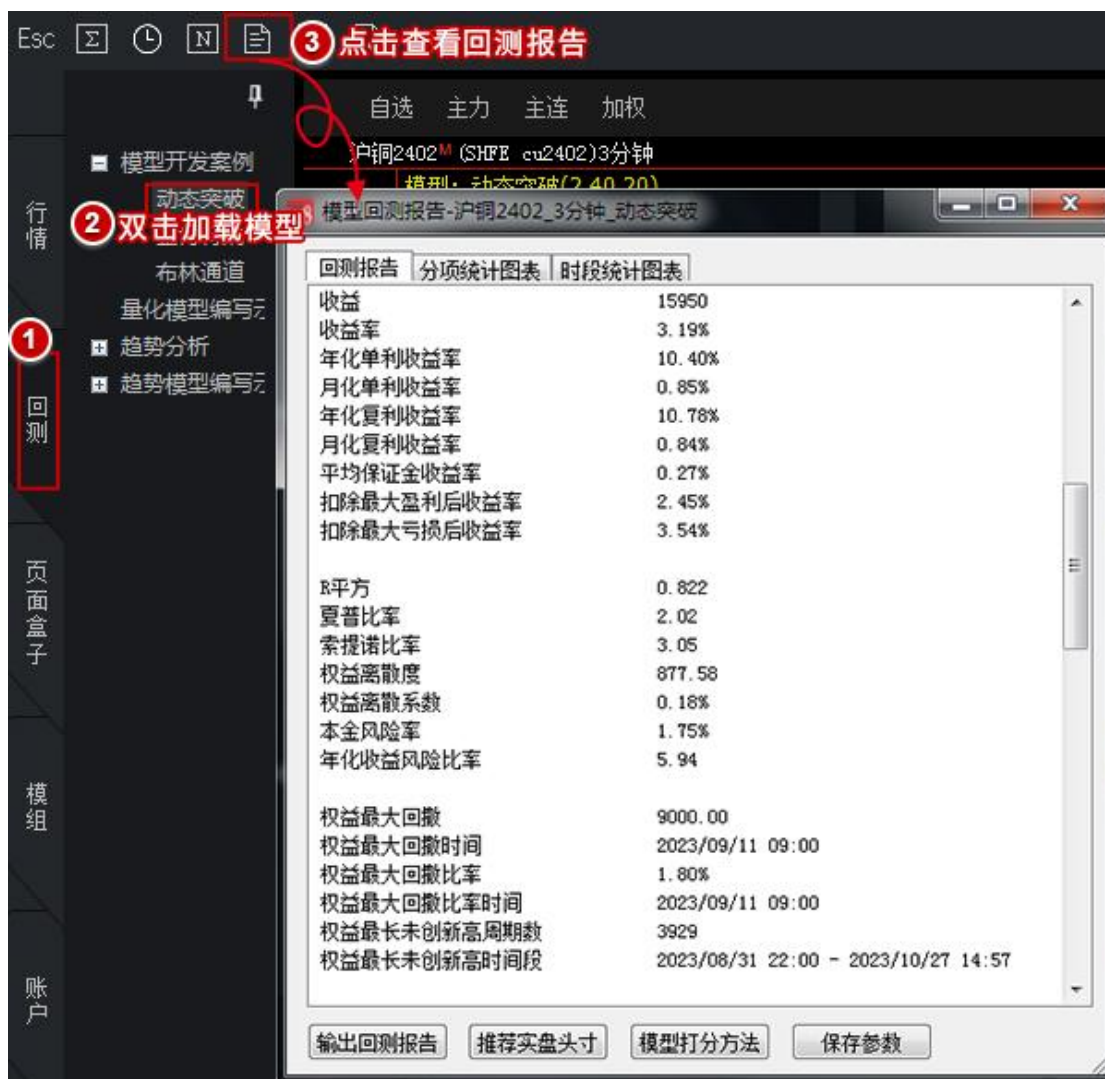 Esc Σ N
③点击查看回测报告
自选 主力 主连 加权
沪铜2402M (SHFE cu2402)3分钟
模型: 动态突破(2,40,20)
模型开发案例
动态突破
②双击加载模型
布林通道
量化模型编写
趋势分析
趋势模型编写
行情
①
回测
页面盒子
模组
账户
模型回测报告-沪铜2402_3分钟_动态突破
回测报告 分项统计图表 时段统计图表
收益 15950
收益率 3.19%
年化单利收益率 10.40%
月化单利收益率 0.85%
年化复利收益率 10.78%
月化复利收益率 0.84%
平均保证金收益率 0.27%
扣除最大盈利后收益率 2.45%
扣除最大亏损后收益率 3.54%
R平方 0.822
夏普比率 2.02
索提诺比率 3.05
权益离散度 877.58
权益离散系数 0.18%
本金风险率 1.75%
年化收益风险比率 5.94
权益最大回撤 9000.00
权益最大回撤时间 2023/09/11 09:00
权益最大回撤比率 1.80%
权益最大回撤比率时间 2023/09/11 09:00
权益最长未创新高周期数 3929
权益最长未创新高时间段 2023/08/31 22:00 - 2023/10/27 14:57
输出回测报告 推荐实盘头寸 模型打分方法 保存参数